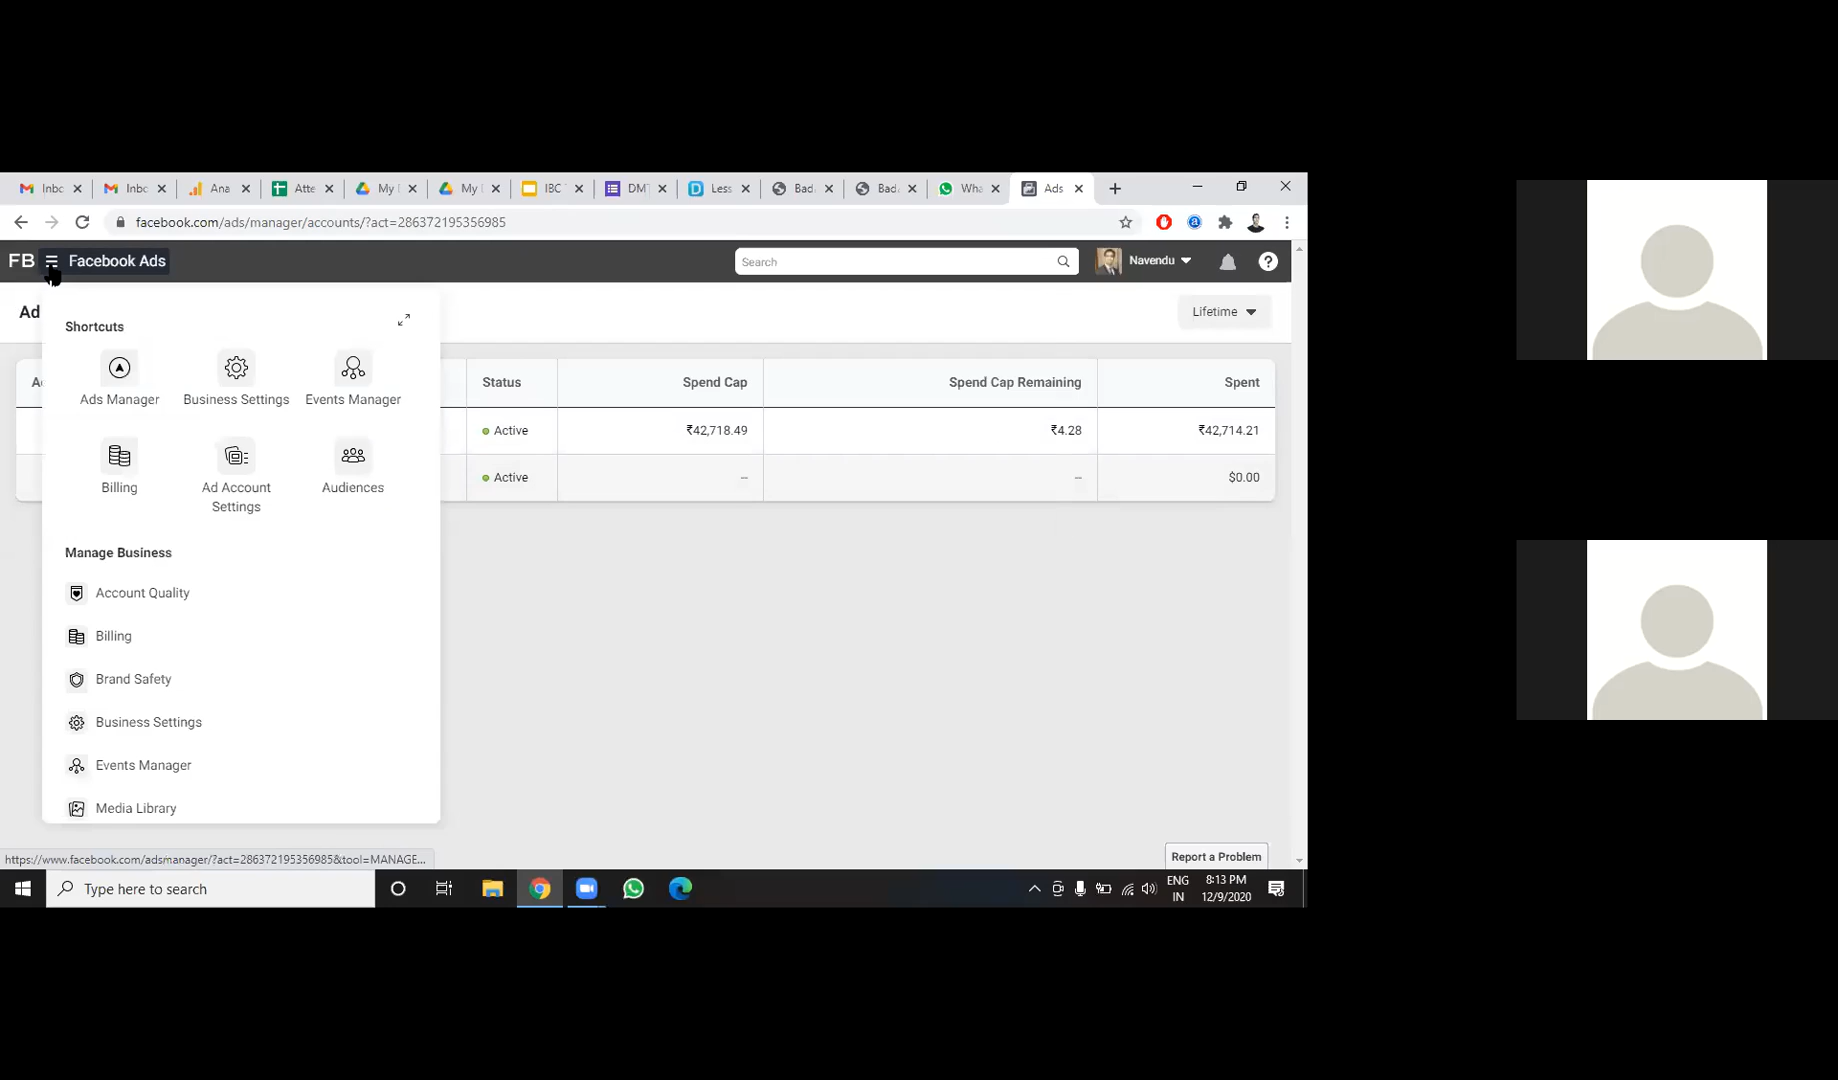 Inbc Inbc Ana Atte My My IBC DM Less Bad Bad Wha Ads
facebook.com/ads/manager/accounts/?act=286372195356985
FB Facebook Ads Search Navendu
Ad Lifetime
Shortcuts
Ads Manager Business Settings Events Manager
Billing Ad Account Settings Audiences
Manage Business
Account Quality
Billing
Brand Safety
Business Settings
Events Manager
Media Library
Status Spend Cap Spend Cap Remaining Spent
Active ₹42,718.49 ₹4.28 ₹42,714.21
Active -- -- $0.00
https://www.facebook.com/adsmanager/?act=286372195356985&tool=MANAGE...
Report a Problem
Type here to search
ENG 8:13 PM
IN 12/9/2020